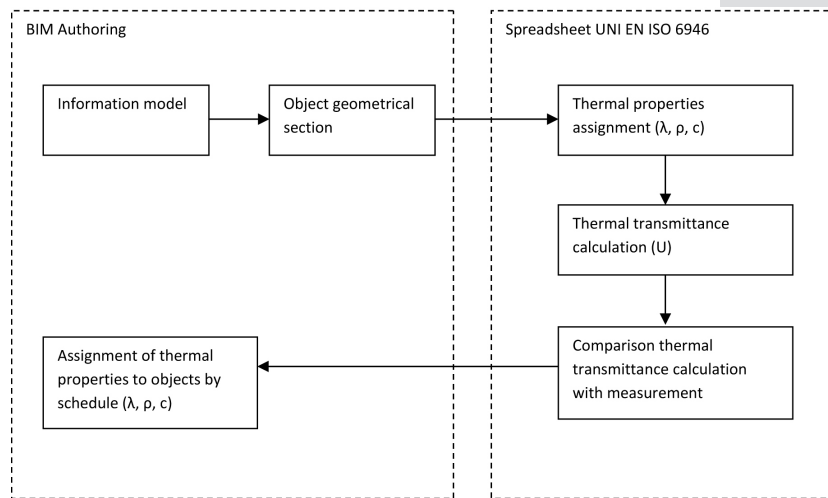 BIM Authoring
Spreadsheet UNI EN ISO 6946
Information model
Object geometrical
section
Thermal properties
assignment (λ, ρ, c)
Thermal transmittance
calculation (U)
Comparison thermal
transmittance calculation
with measurement
Assignment of thermal
properties to objects by
schedule (λ, ρ, c)